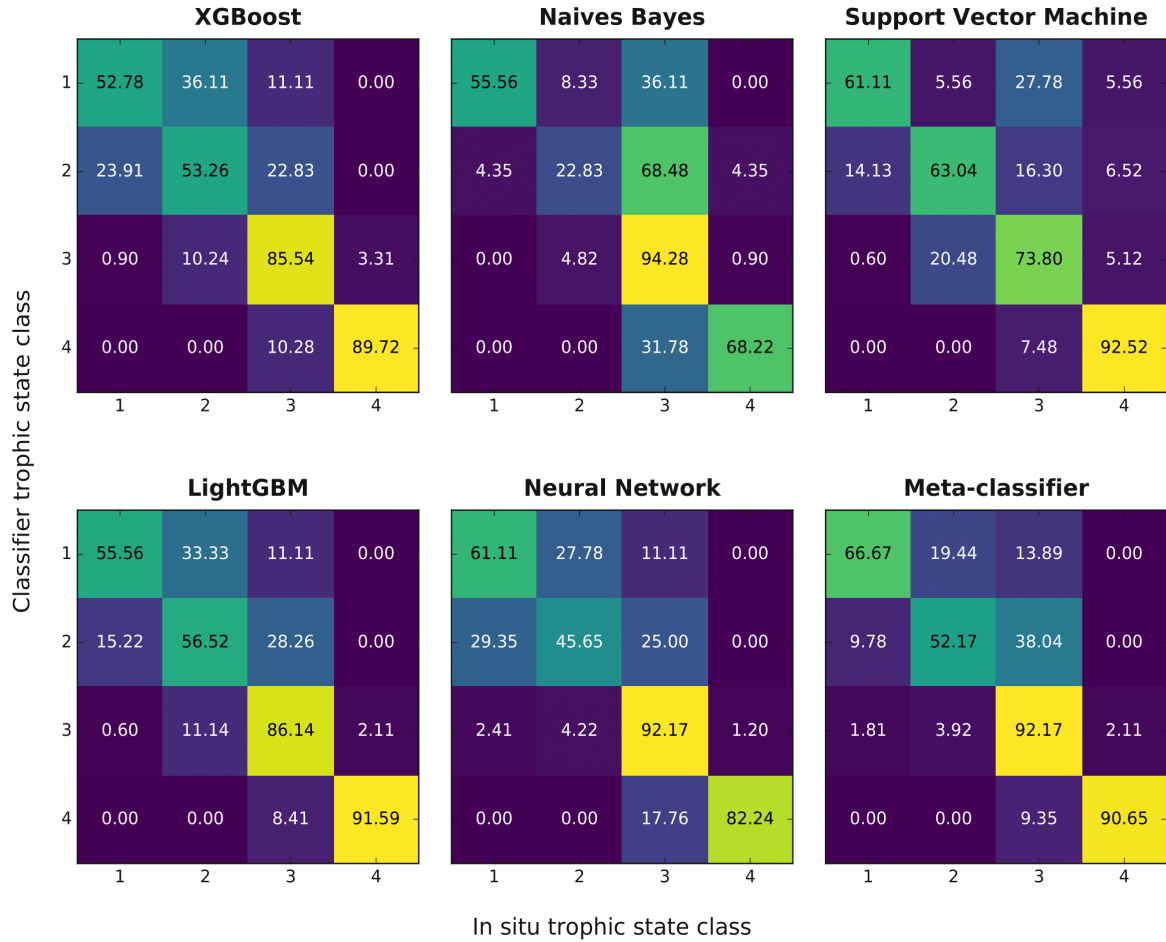 XGBoost Naives Bayes Support Vector Machine
1 52.78 36.11 11.11 0.00 55.56 8.33 36.11 0.00 61.11 5.56 27.78 5.56
2 23.91 53.26 22.83 0.00 4.35 22.83 68.48 4.35 14.13 63.04 16.30 6.52
3 0.90 10.24 85.54 3.31 0.00 4.82 94.28 0.90 0.60 20.48 73.80 5.12
4 0.00 0.00 10.28 89.72 0.00 0.00 31.78 68.22 0.00 0.00 7.48 92.52
1 2 3 4 1 2 3 4 1 2 3 4
Classifier trophic state class
LightGBM Neural Network Meta-classifier
1 55.56 33.33 11.11 0.00 61.11 27.78 11.11 0.00 66.67 19.44 13.89 0.00
2 15.22 56.52 28.26 0.00 29.35 45.65 25.00 0.00 9.78 52.17 38.04 0.00
3 0.60 11.14 86.14 2.11 2.41 4.22 92.17 1.20 1.81 3.92 92.17 2.11
4 0.00 0.00 8.41 91.59 0.00 0.00 17.76 82.24 0.00 0.00 9.35 90.65
1 2 3 4 1 2 3 4 1 2 3 4
In situ trophic state class